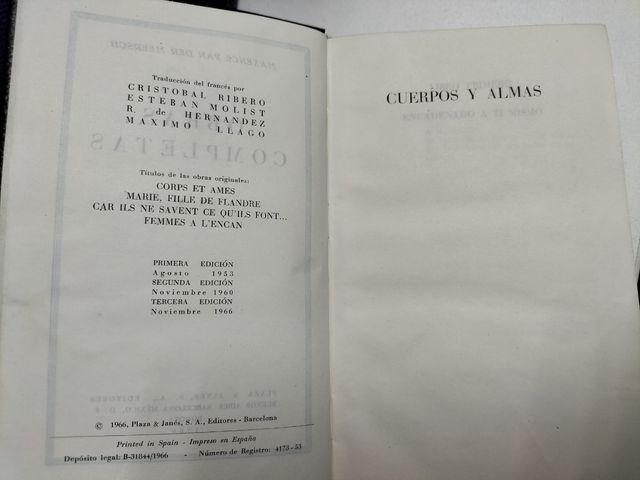 Traducción del francés por
CRISTOBAL RIBERO
ESTEBAN MOLIST
R. de HERNANDEZ
MAXIMO LLAGO
Títulos de las obras originales:
CORPS ET AMES
MARIE, FILLE DE FLANDRE
CAR ILS NE SAVENT CE QU'ILS FONT...
FEMMES A L'ENCAN
PRIMERA EDICIÓN
Agosto 1953
SEGUNDA EDICIÓN
Noviembre 1960
TERCERA EDICIÓN
Noviembre 1966
© 1966, Plaza & Janés, S. A., Editores - Barcelona
Printed in Spain - Impreso en España
Depósito legal: B-31844/1966 - Número de Registro: 4173-53
CUERPOS Y ALMAS